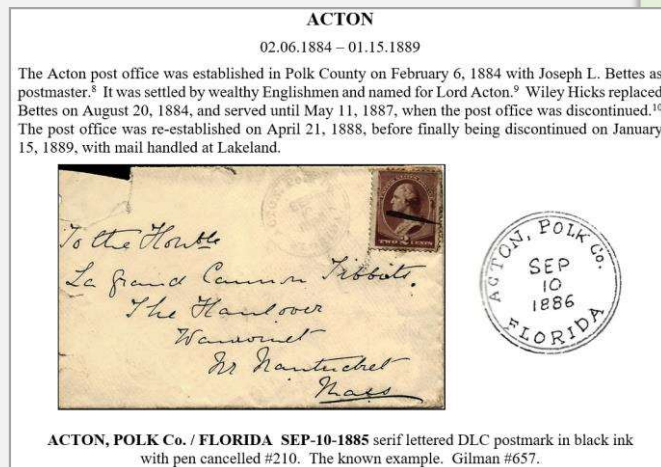 ACTON
02.06.1884 – 01.15.1889
The Acton post office was established in Polk County on February 6, 1884 with Joseph L. Bettes as
postmaster.8 It was settled by wealthy Englishmen and named for Lord Acton.9 Wiley Hicks replaced
Bettes on August 20, 1884, and served until May 11, 1887, when the post office was discontinued.10
The post office was re-established on April 21, 1888, before finally being discontinued on January
15, 1889, with mail handled at Lakeland.
ACTON, POLK
TWO CENTS
To the Honble
La Grand Cannon Tibbits.
The
Nr Nantucket
Mass
ACTON, POLK Co.
SEP
10
1886
FLORIDA
ACTON, POLK Co. / FLORIDA SEP-10-1885 serif lettered DLC postmark in black ink
with pen cancelled #210. The known example. Gilman #657.